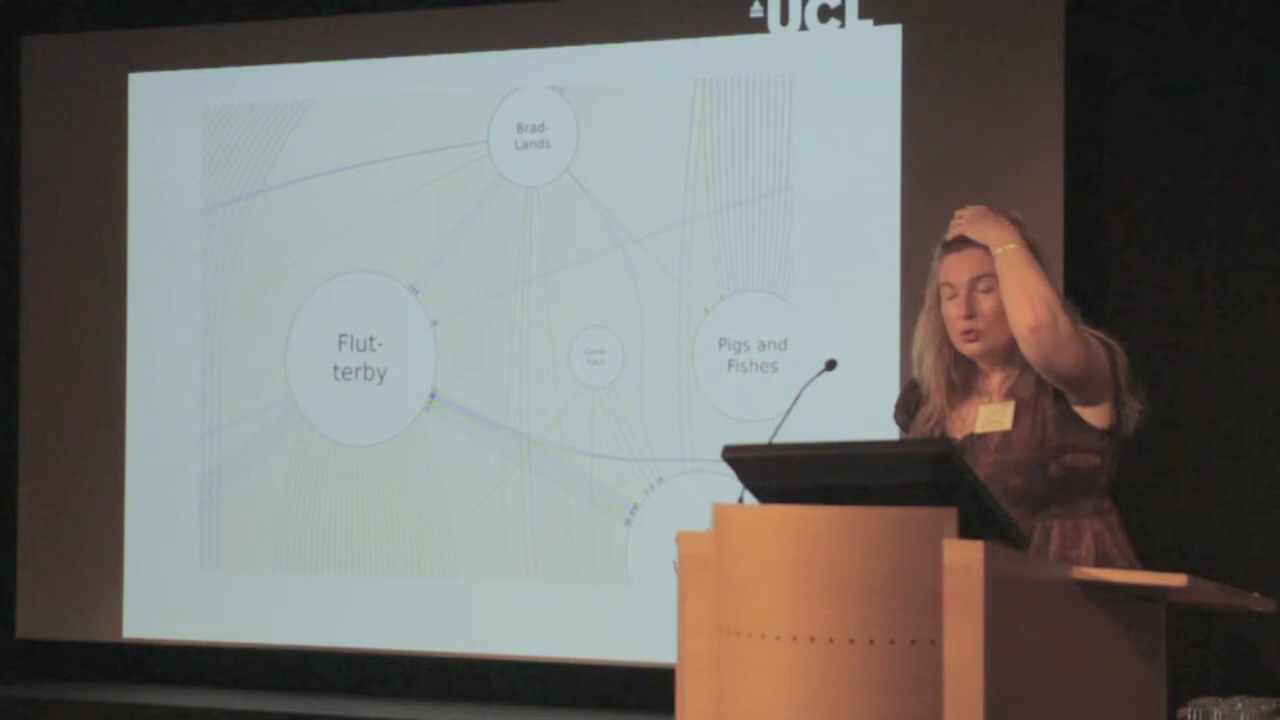 UCL
Brad-
Lands
Flut-
terby
Pigs and
Fishes